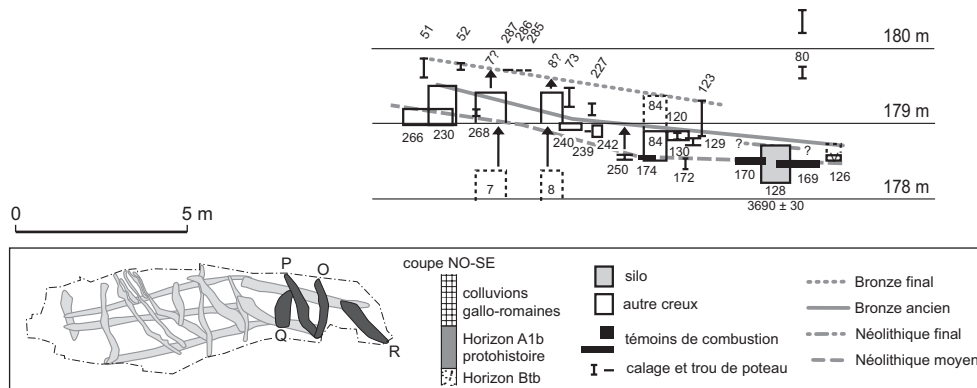 51 52 7? 287 286 285 8? 73 227 123 80
180 m
179 m
178 m
84 120
266 230 268 240 239 242 84 130 129
250 174 172 170 ? ? 169 126
7 8 128
3690 ± 30
0 5 m
P O
Q R
coupe NO-SE
colluvions
gallo-romaines
Horizon A1b
protohistoire
Horizon Btb
silo
autre creux
témoins de combustion
calage et trou de poteau
Bronze final
Bronze ancien
Néolithique final
Néolithique moyen